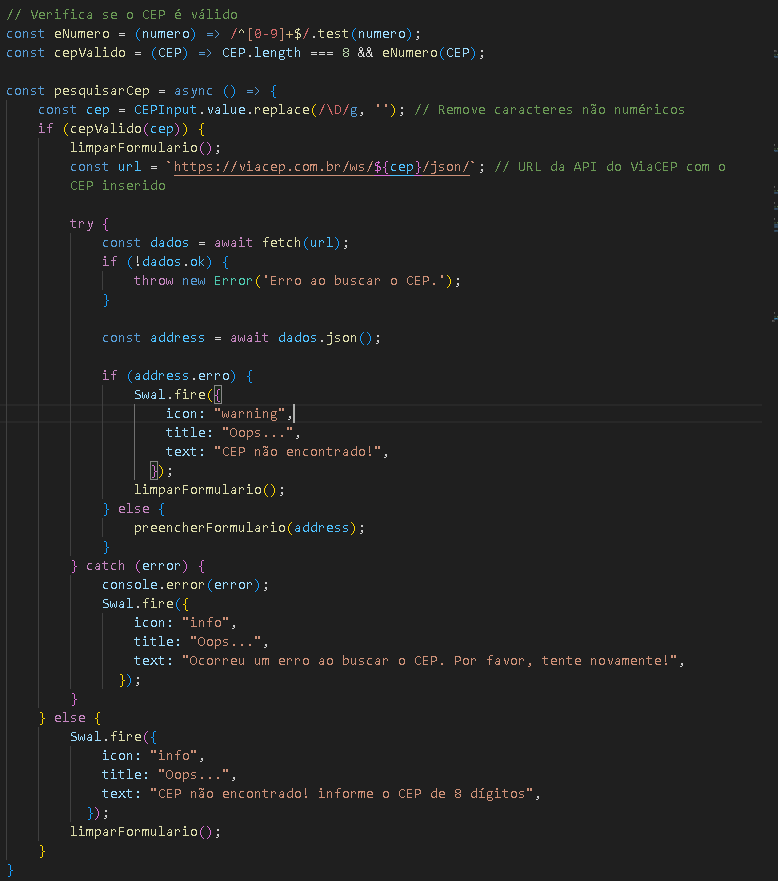 // Verifica se o CEP é válido
const eNumero = (numero) => /^[0-9]+$/.test(numero);
const cepValido = (CEP) => CEP.length === 8 && eNumero(CEP);
const pesquisarCep = async () => {
const cep = CEPInput.value.replace(/\D/g, ''); // Remove caracteres não numéricos
if (cepValido(cep)) {
limparFormulario();
const url = `https://viacep.com.br/ws/${cep}/json/`; // URL da API do ViaCEP com o
CEP inserido
try {
const dados = await fetch(url);
if (!dados.ok) {
throw new Error('Erro ao buscar o CEP.');
}
const address = await dados.json();
if (address.erro) {
Swal.fire({
icon: "warning",
title: "Oops...",
text: "CEP não encontrado!",
});
limparFormulario();
} else {
preencherFormulario(address);
}
} catch (error) {
console.error(error);
Swal.fire({
icon: "info",
title: "Oops...",
text: "Ocorreu um erro ao buscar o CEP. Por favor, tente novamente!",
});
}
} else {
Swal.fire({
icon: "info",
title: "Oops...",
text: "CEP não encontrado! informe o CEP de 8 dígitos",
});
limparFormulario();
}
}